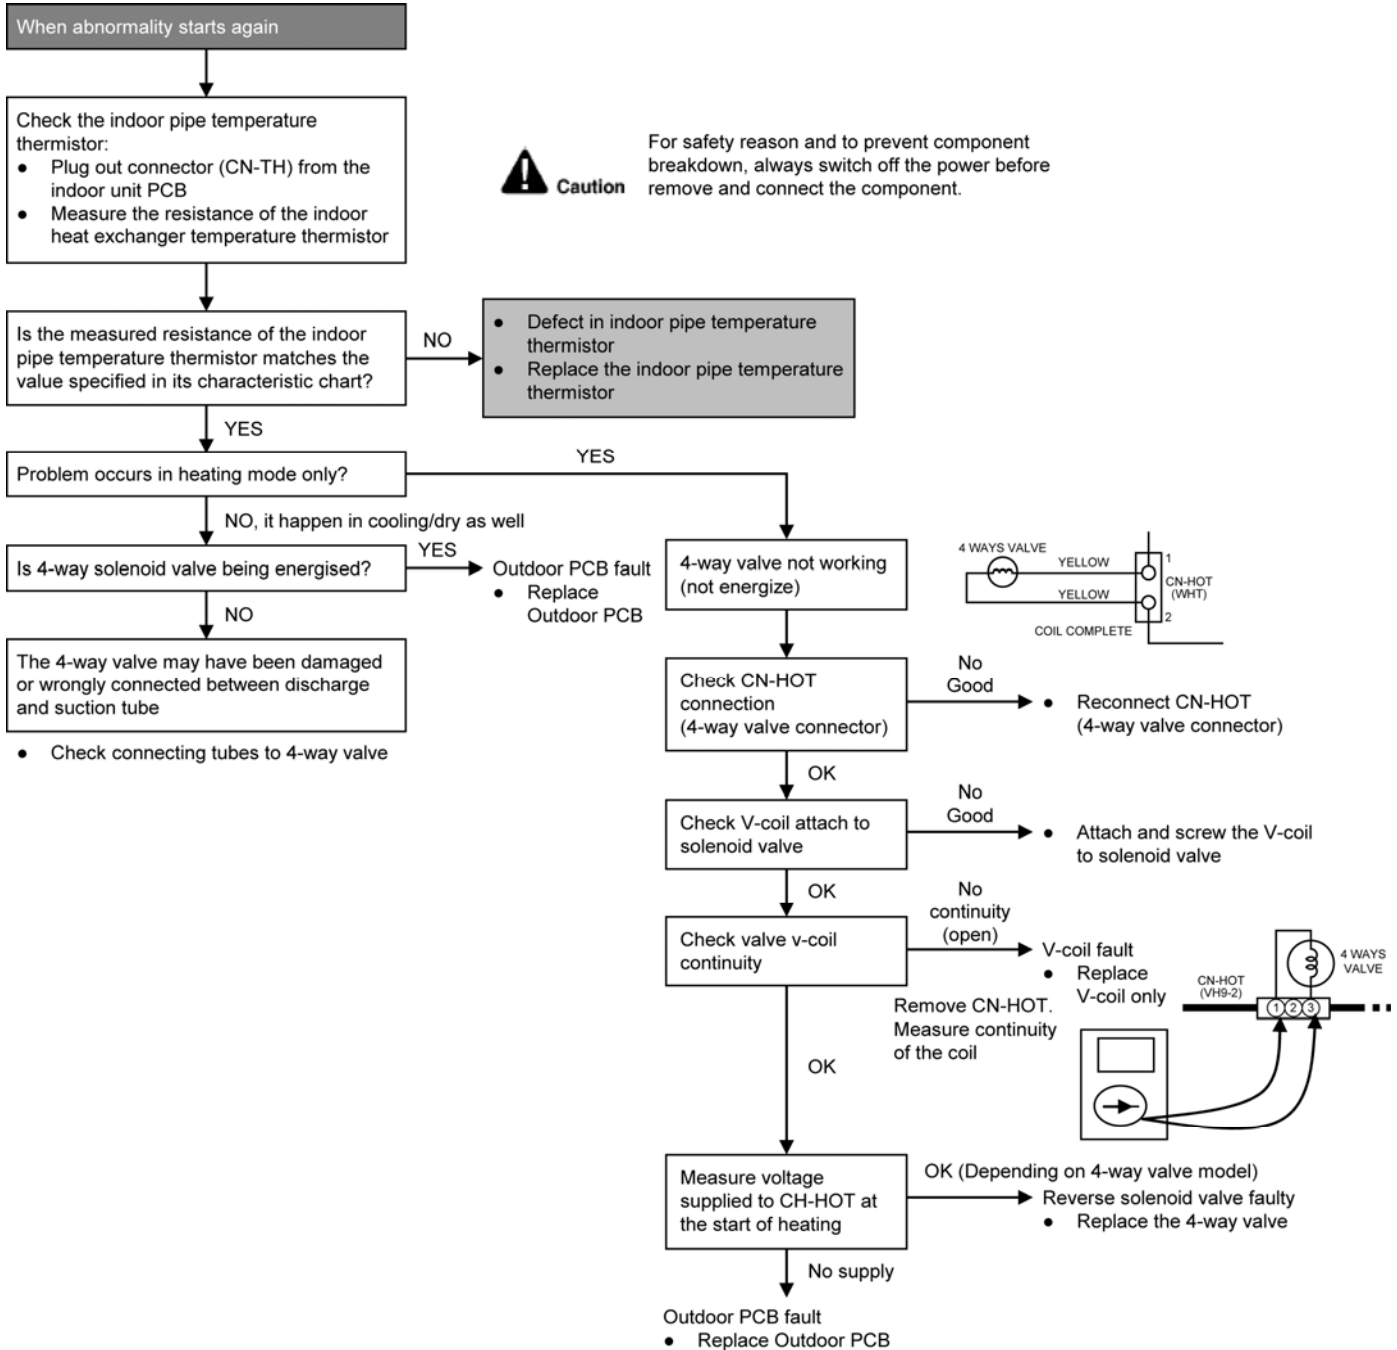 When abnormality starts again
Check the indoor pipe temperature
thermistor:
● Plug out connector (CN-TH) from the
indoor unit PCB
● Measure the resistance of the indoor
heat exchanger temperature thermistor
Caution
For safety reason and to prevent component
breakdown, always switch off the power before
remove and connect the component.
Is the measured resistance of the indoor
pipe temperature thermistor matches the
value specified in its characteristic chart?
NO
● Defect in indoor pipe temperature
thermistor
● Replace the indoor pipe temperature
thermistor
YES
Problem occurs in heating mode only?
YES
NO, it happen in cooling/dry as well
Is 4-way solenoid valve being energised?
YES
Outdoor PCB fault
● Replace
Outdoor PCB
NO
The 4-way valve may have been damaged
or wrongly connected between discharge
and suction tube
● Check connecting tubes to 4-way valve
4-way valve not working
(not energize)
4 WAYS VALVE
YELLOW
YELLOW
1
CN-HOT
(WHT)
2
COIL COMPLETE
Check CN-HOT
connection
(4-way valve connector)
No
Good
● Reconnect CN-HOT
(4-way valve connector)
OK
Check V-coil attach to
solenoid valve
No
Good
● Attach and screw the V-coil
to solenoid valve
OK
Check valve v-coil
continuity
No
continuity
(open)
V-coil fault
● Replace
V-coil only
Remove CN-HOT.
Measure continuity
of the coil
4 WAYS
VALVE
CN-HOT
(VH9-2)
1 2 3
OK
Measure voltage
supplied to CH-HOT at
the start of heating
OK (Depending on 4-way valve model)
Reverse solenoid valve faulty
● Replace the 4-way valve
No supply
Outdoor PCB fault
● Replace Outdoor PCB